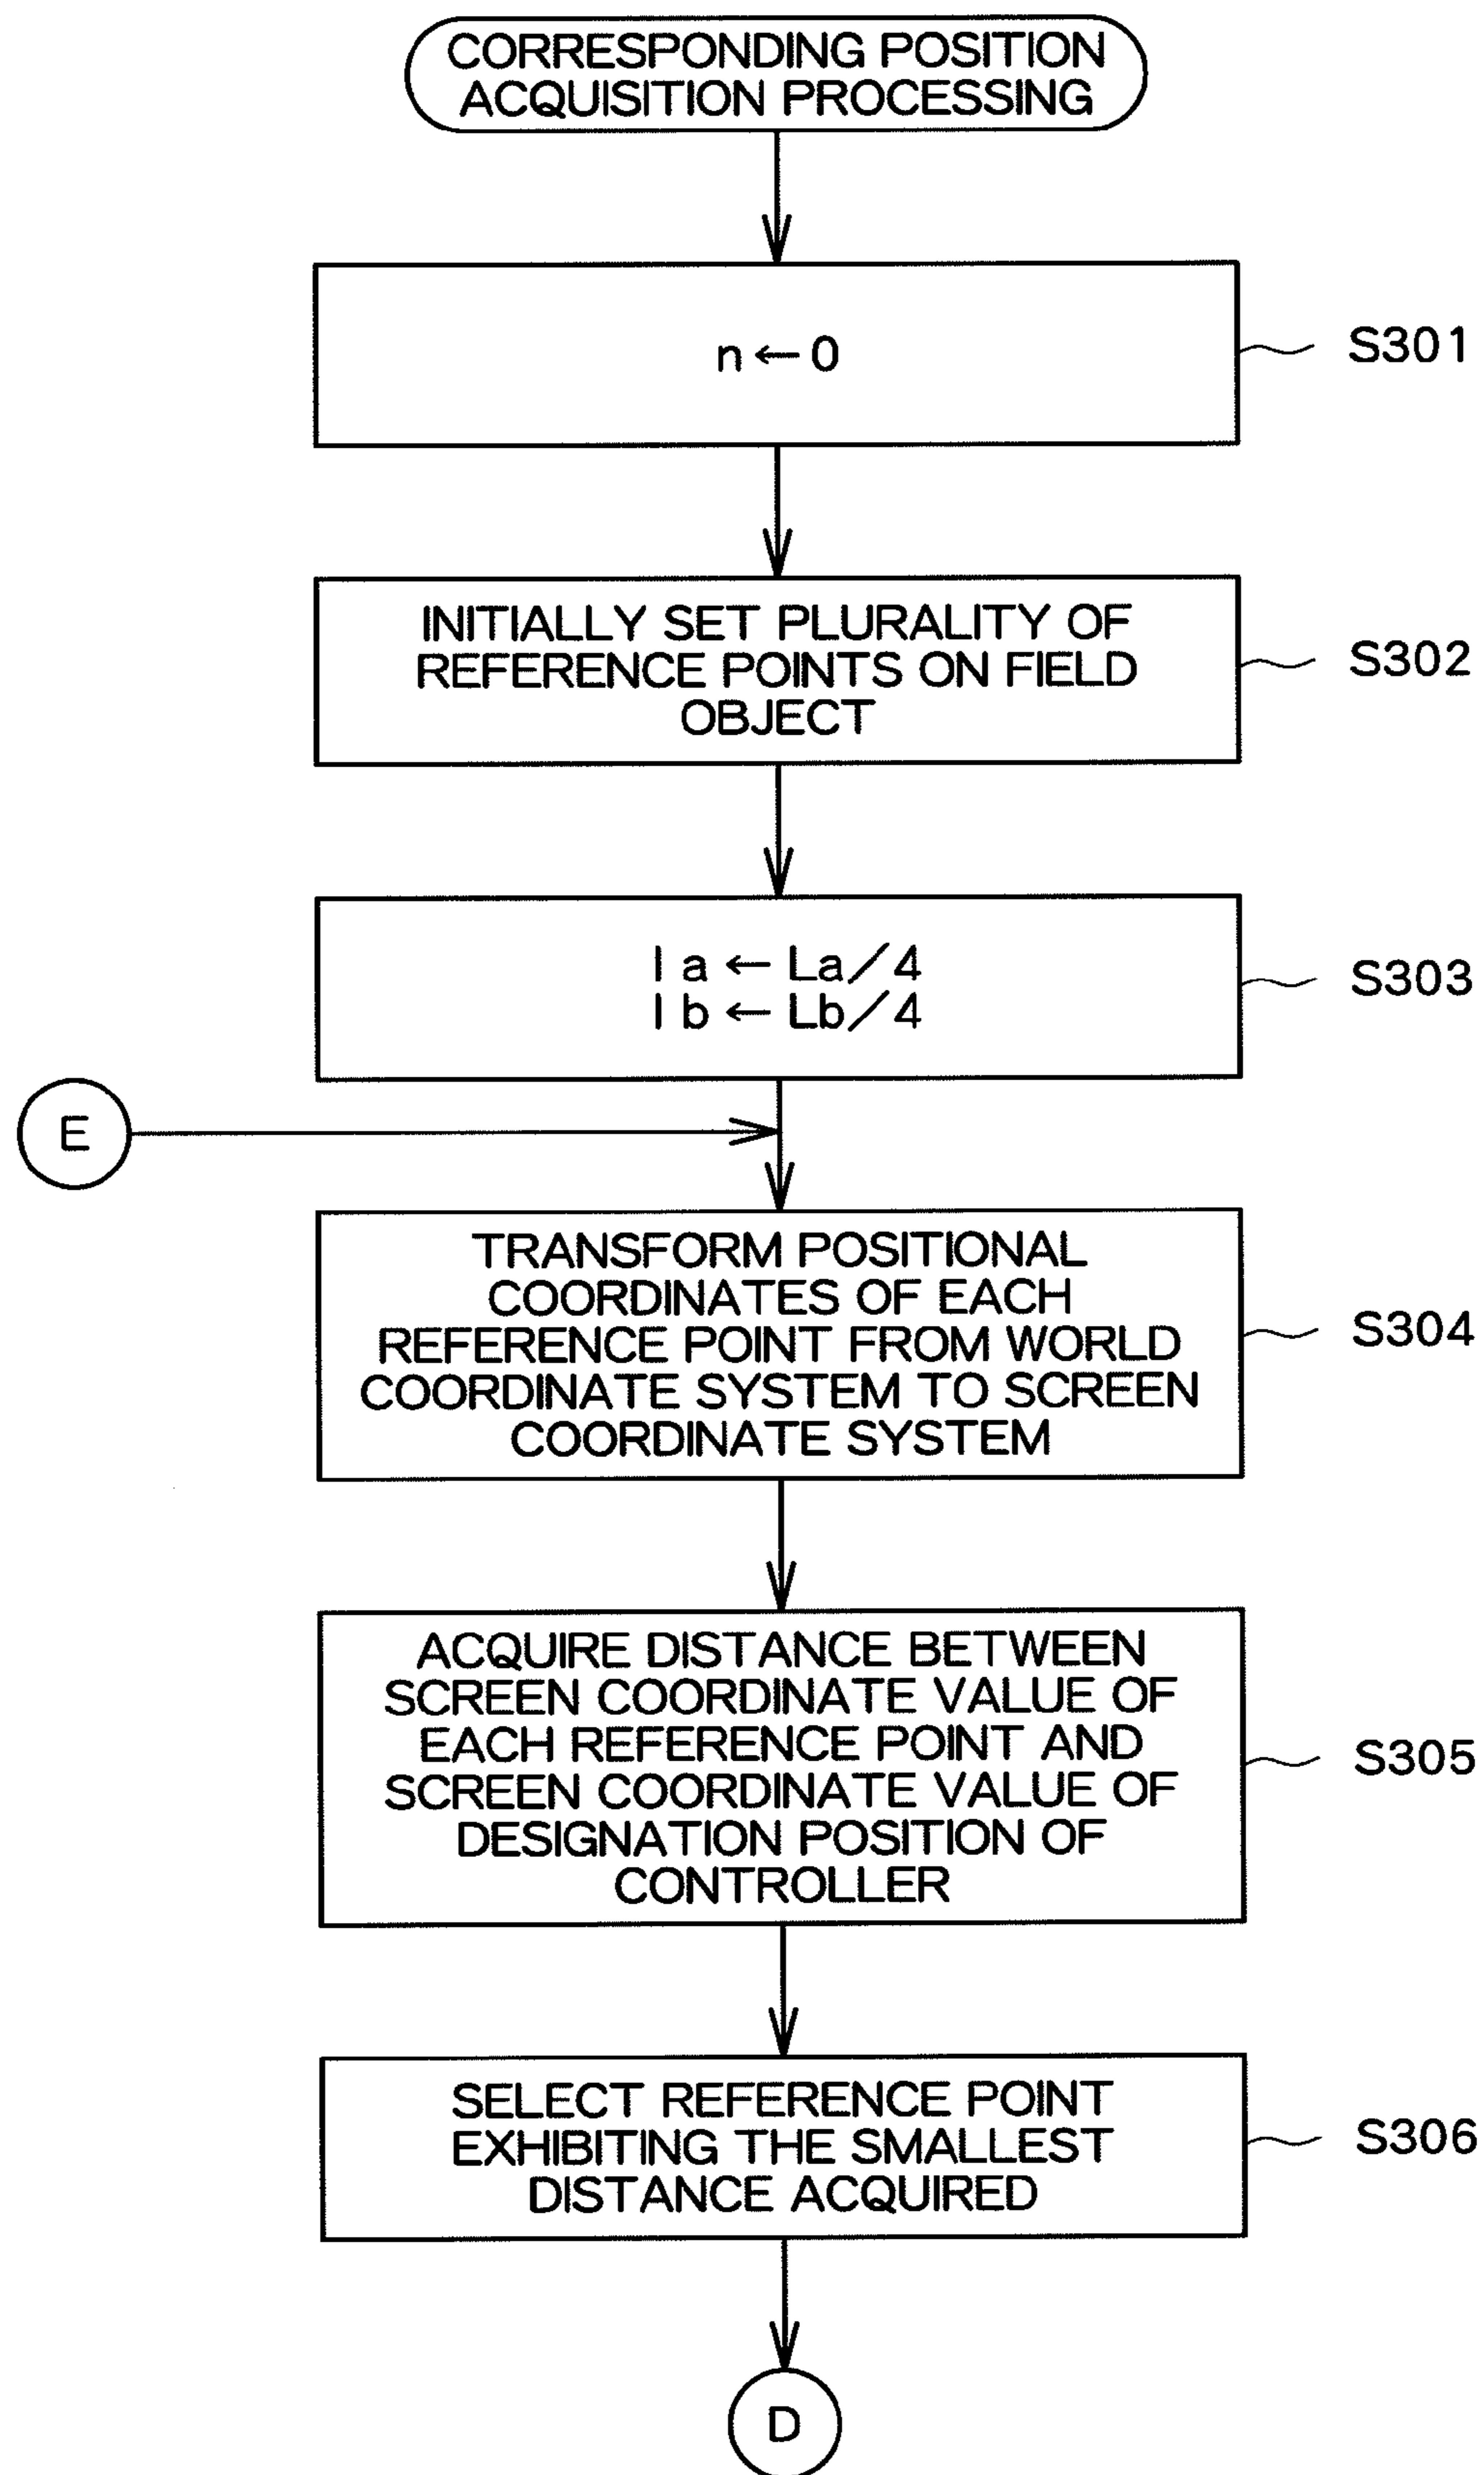 CORRESPONDING POSITION
ACQUISITION PROCESSING
n ← 0
S301
INITIALLY SET PLURALITY OF
REFERENCE POINTS ON FIELD
OBJECT
S302
l a ← La/4
l b ← Lb/4
S303
E
TRANSFORM POSITIONAL
COORDINATES OF EACH
REFERENCE POINT FROM WORLD
COORDINATE SYSTEM TO SCREEN
COORDINATE SYSTEM
S304
ACQUIRE DISTANCE BETWEEN
SCREEN COORDINATE VALUE OF
EACH REFERENCE POINT AND
SCREEN COORDINATE VALUE OF
DESIGNATION POSITION OF
CONTROLLER
S305
SELECT REFERENCE POINT
EXHIBITING THE SMALLEST
DISTANCE ACQUIRED
S306
D